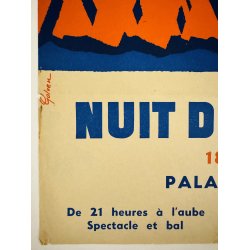 NUIT D
18
PALA
De 21 heures à l'aube
Spectacle et bal